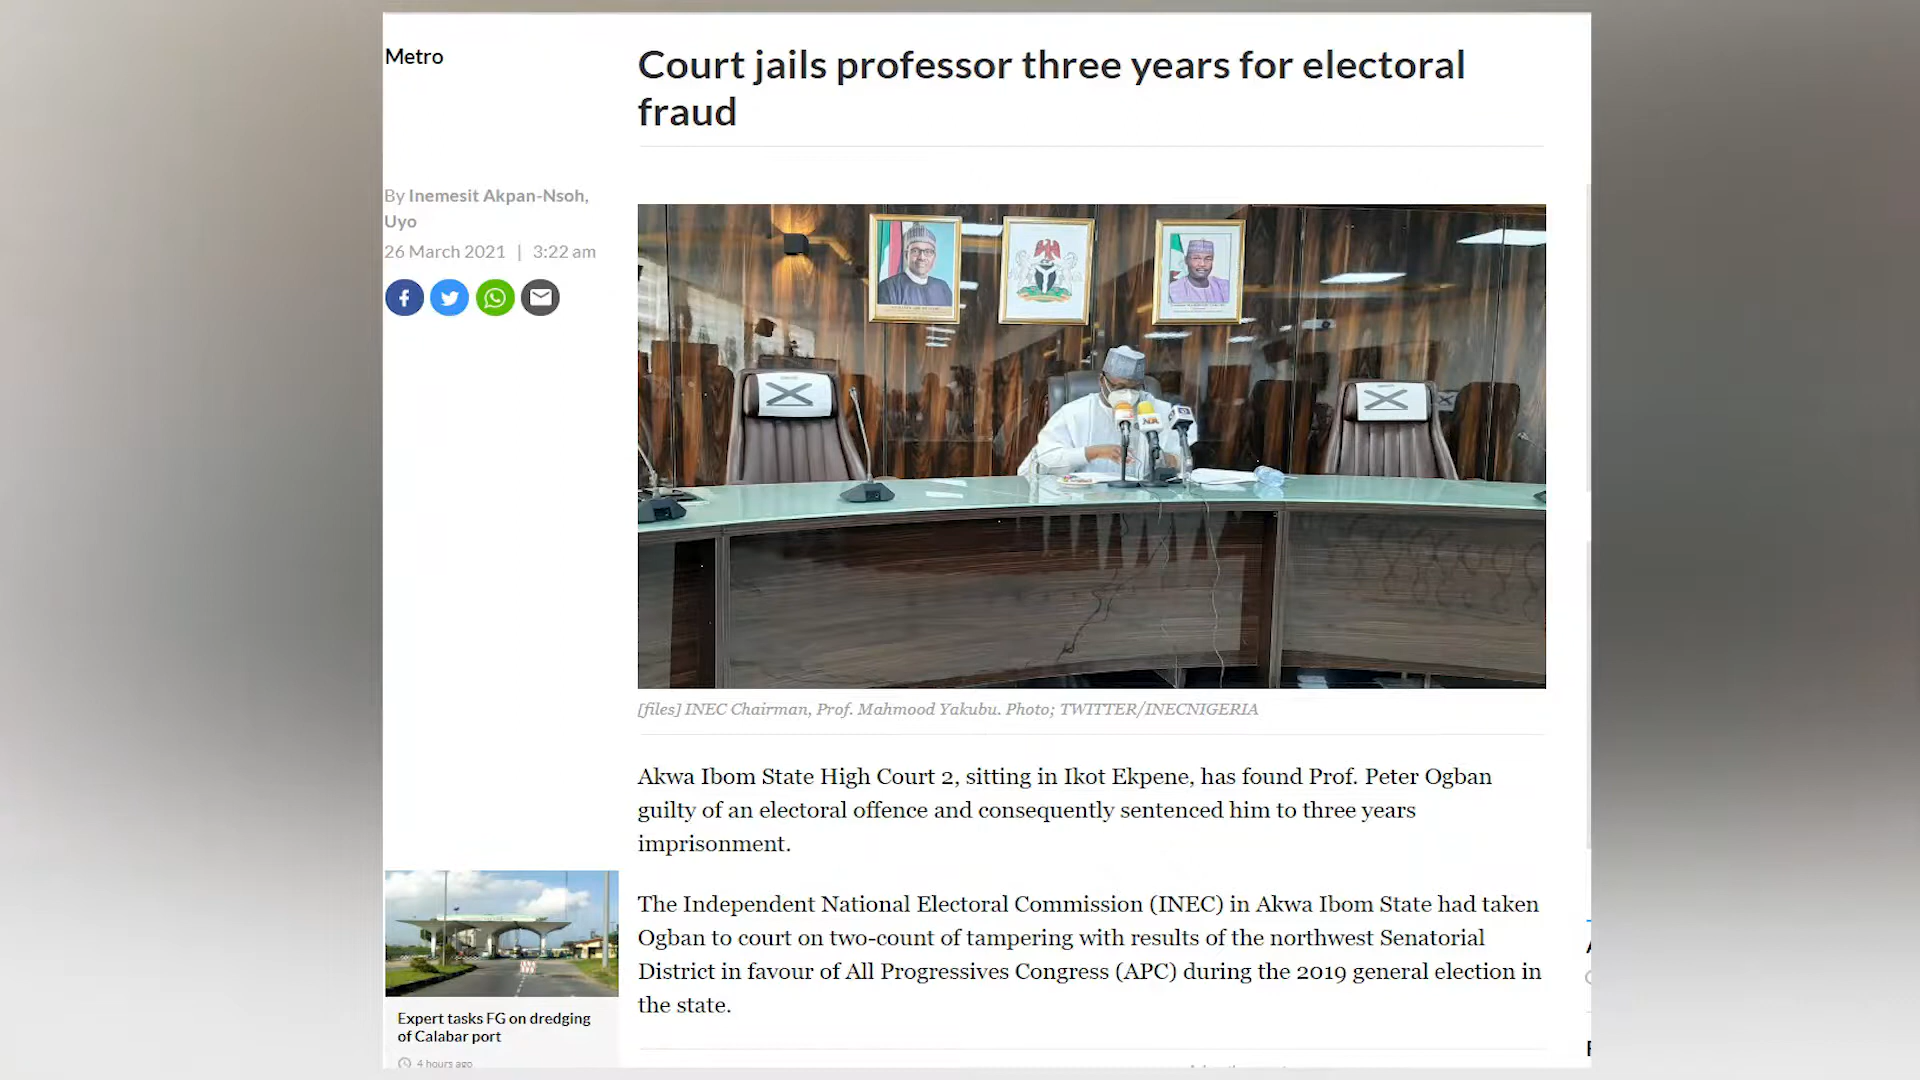 Metro
Court jails professor three years for electoral
fraud
By Inemesit Akpan-Nsoh,
Uyo
26 March 2021 | 3:22 am
[files] INEC Chairman, Prof. Mahmood Yakubu. Photo; TWITTER/INECNIGERIA
Akwa Ibom State High Court 2, sitting in Ikot Ekpene, has found Prof. Peter Ogban
guilty of an electoral offence and consequently sentenced him to three years
imprisonment.
The Independent National Electoral Commission (INEC) in Akwa Ibom State had taken
Ogban to court on two-count of tampering with results of the northwest Senatorial
District in favour of All Progressives Congress (APC) during the 2019 general election in
the state.
Expert tasks FG on dredging
of Calabar port
4 hours ago